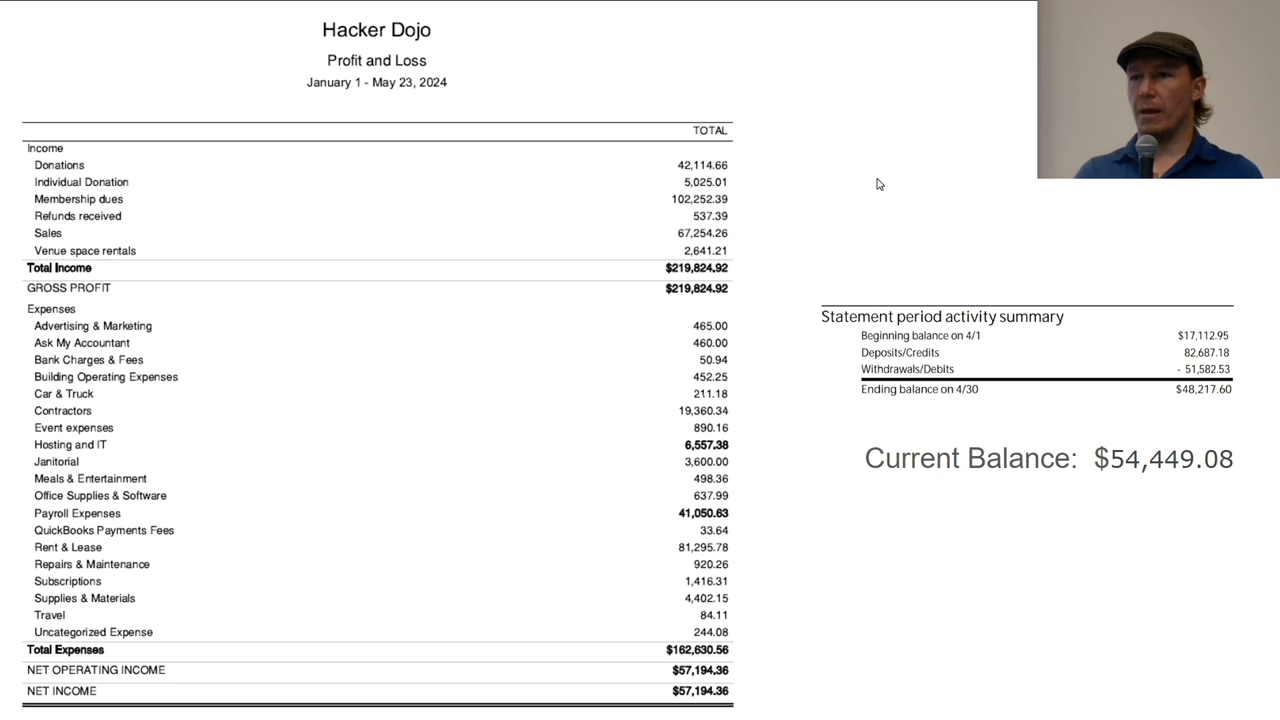 Hacker Dojo
Profit and Loss
January 1 - May 23, 2024
TOTAL
Income
Donations 42,114.66
Individual Donation 5,025.01
Membership dues 102,252.39
Refunds received 537.39
Sales 67,254.26
Venue space rentals 2,641.21
Total Income $219,824.92
GROSS PROFIT $219,824.92
Expenses
Advertising & Marketing 465.00
Ask My Accountant 460.00
Bank Charges & Fees 50.94
Building Operating Expenses 452.25
Car & Truck 211.18
Contractors 19,360.34
Event expenses 890.16
Hosting and IT 6,557.38
Janitorial 3,600.00
Meals & Entertainment 498.36
Office Supplies & Software 637.99
Payroll Expenses 41,050.63
QuickBooks Payments Fees 33.64
Rent & Lease 81,295.78
Repairs & Maintenance 920.26
Subscriptions 1,416.31
Supplies & Materials 4,402.15
Travel 84.11
Uncategorized Expense 244.08
Total Expenses $162,630.56
NET OPERATING INCOME $57,194.36
NET INCOME $57,194.36
Statement period activity summary
Beginning balance on 4/1 $17,112.95
Deposits/Credits 82,687.18
Withdrawals/Debits - 51,582.53
Ending balance on 4/30 $48,217.60
Current Balance: $54,449.08